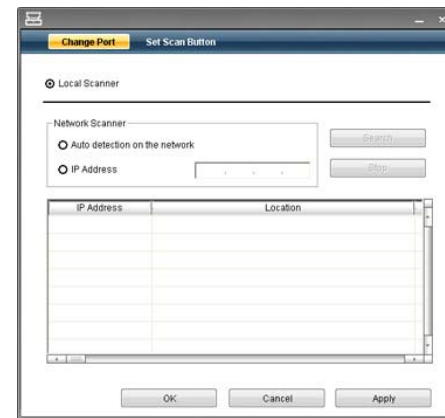 Change Port Set Scan Button
Local Scanner
Network Scanner
Auto detection on the network
Search
IP Address
Stop
IP Address Location
OK Cancel Apply